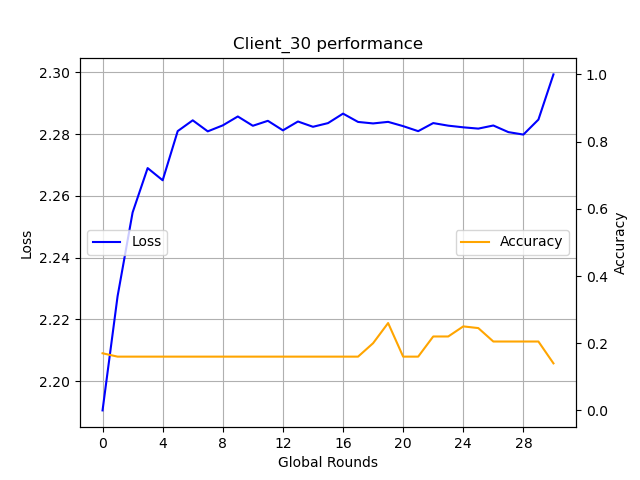 Client_30 performance
2.30
2.28
2.26
2.24
2.22
2.20
Loss
Loss
Accuracy
1.0
0.8
0.6
0.4
0.2
0.0
Accuracy
0 4 8 12 16 20 24 28
Global Rounds